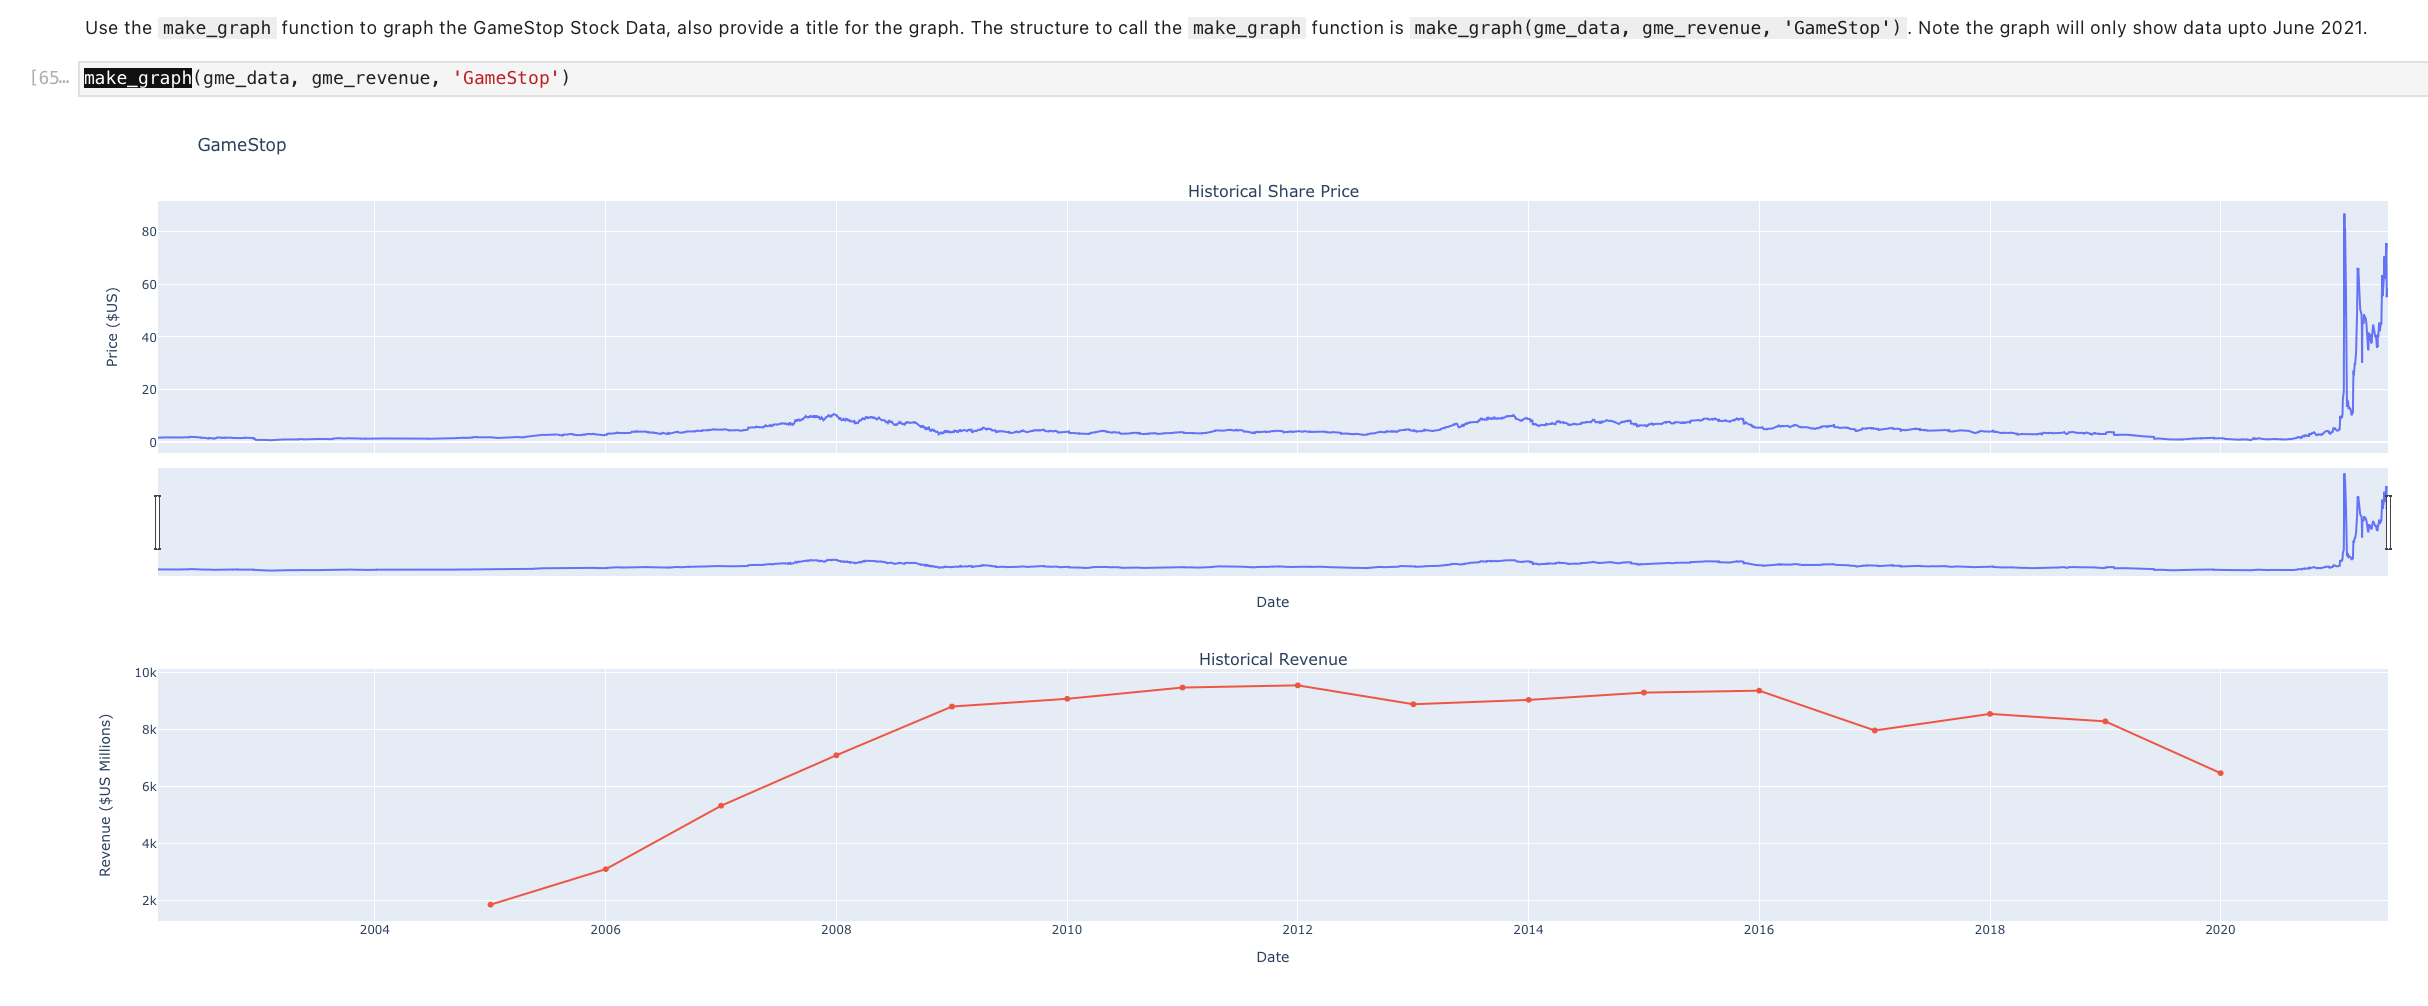 Use the make_graph function to graph the GameStop Stock Data, also provide a title for the graph. The structure to call the make_graph function is make_graph(gme_data, gme_revenue, 'GameStop'). Note the graph will only show data upto June 2021.
[65…
make_graph(gme_data, gme_revenue, 'GameStop')
GameStop
Historical Share Price
Price ($US)
80
60
40
20
0
Date
Historical Revenue
Revenue ($US Millions)
10k
8k
6k
4k
2k
2004 2006 2008 2010 2012 2014 2016 2018 2020
Date